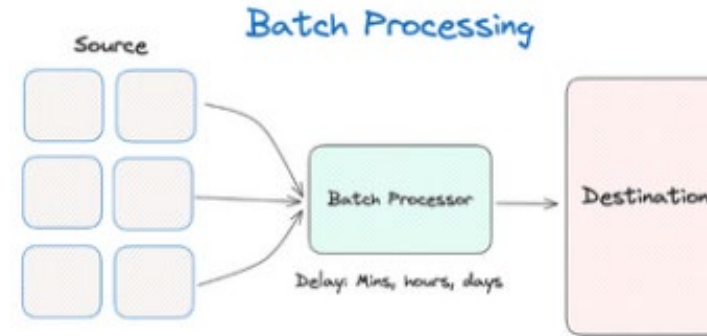 Batch Processing
Source
Batch Processor
Destination
Delay: Mins, hours, days